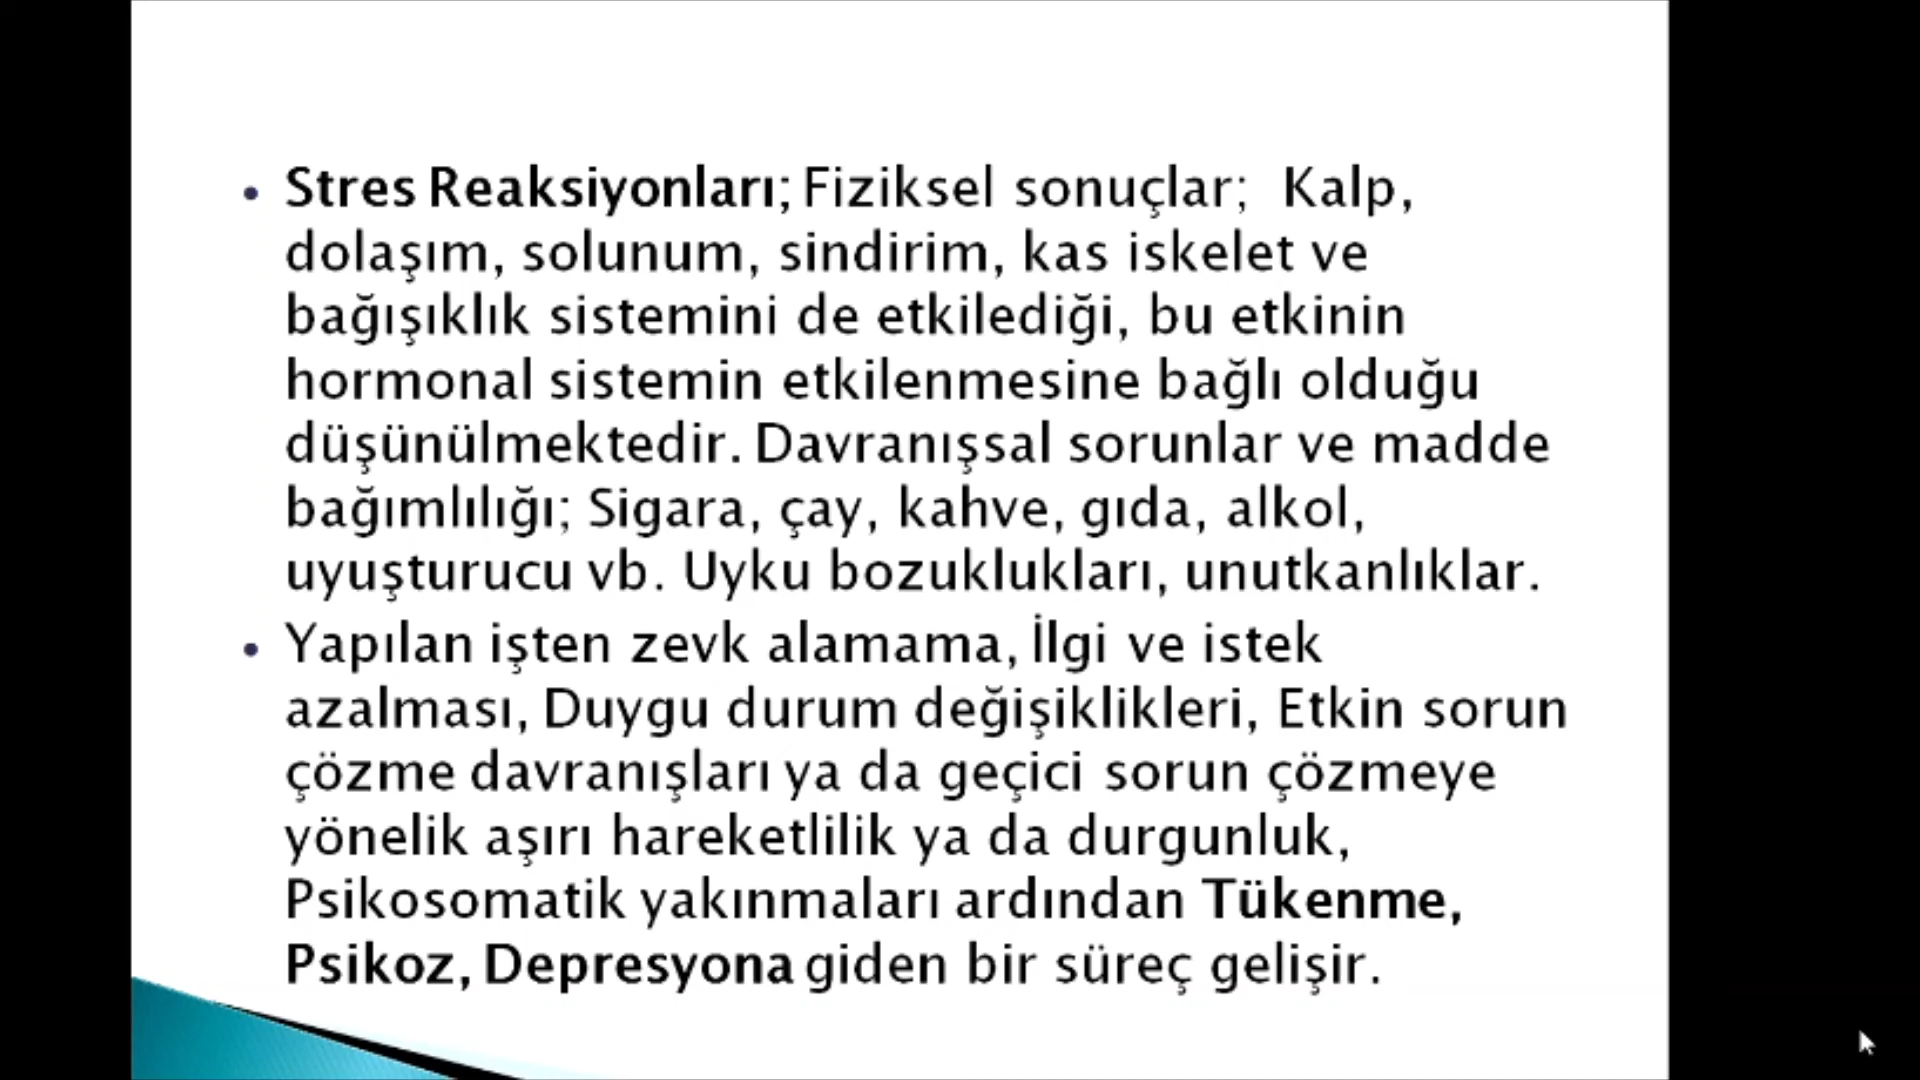 • Stres Reaksiyonları; Fiziksel sonuçlar; Kalp,
dolaşım, solunum, sindirim, kas iskelet ve
bağışıklık sistemini de etkilediği, bu etkinin
hormonal sistemin etkilenmesine bağlı olduğu
düşünülmektedir. Davranışsal sorunlar ve madde
bağımlılığı; Sigara, çay, kahve, gıda, alkol,
uyuşturucu vb. Uyku bozuklukları, unutkanlıklar.
• Yapılan işten zevk alamama, İlgi ve istek
azalması, Duygu durum değişiklikleri, Etkin sorun
çözme davranışları ya da geçici sorun çözmeye
yönelik aşırı hareketlilik ya da durgunluk,
Psikosomatik yakınmaları ardından Tükenme,
Psikoz, Depresyona giden bir süreç gelişir.